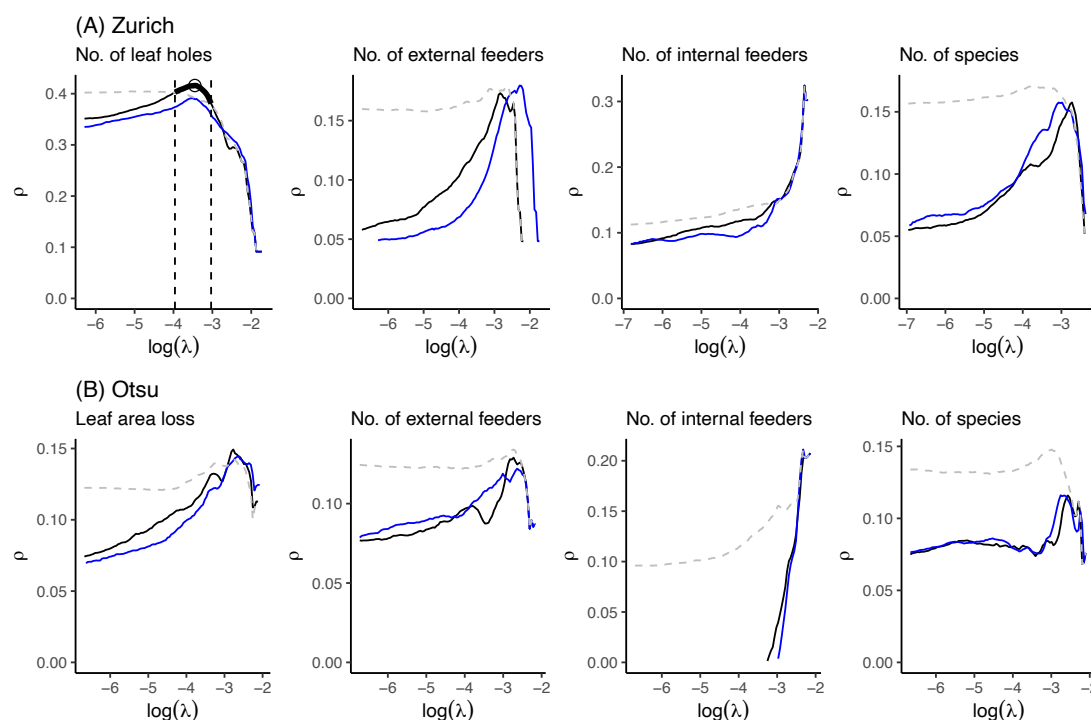 (A) Zurich
No. of leaf holes
No. of external feeders
No. of internal feeders
No. of species
ρ
0.4
0.3
0.2
0.1
0.0
−6 −5 −4 −3 −2
log(λ)
ρ
0.15
0.10
0.05
0.00
−6 −5 −4 −3 −2
log(λ)
ρ
0.3
0.2
0.1
0.0
−7 −6 −5 −4 −3 −2
log(λ)
ρ
0.15
0.10
0.05
0.00
−7 −6 −5 −4 −3
log(λ)
(B) Otsu
Leaf area loss
No. of external feeders
No. of internal feeders
No. of species
ρ
0.15
0.10
0.05
0.00
−6 −5 −4 −3 −2
log(λ)
ρ
0.15
0.10
0.05
0.00
−6 −5 −4 −3 −2
log(λ)
ρ
0.20
0.15
0.10
0.05
0.00
−6 −5 −4 −3 −2
log(λ)
ρ
0.15
0.10
0.05
0.00
−6 −5 −4 −3 −2
log(λ)